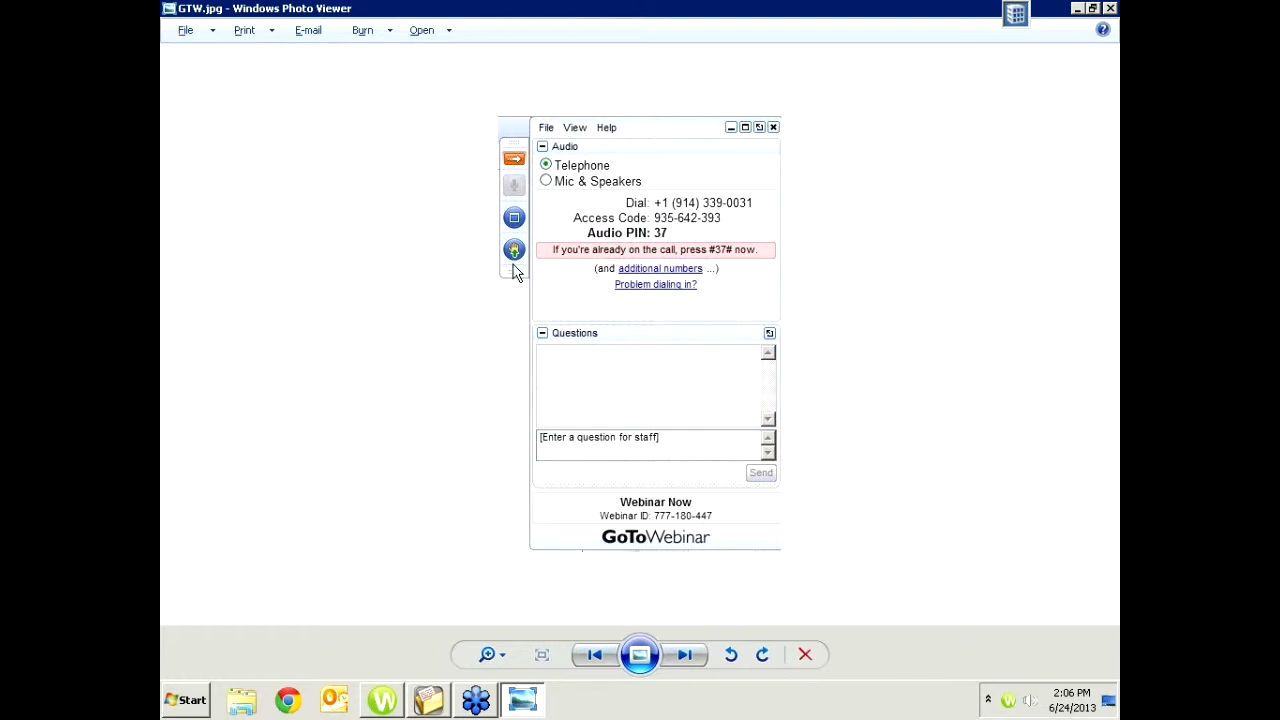 GTW.jpg - Windows Photo Viewer
File Print E-mail Burn Open
File View Help
Audio
Telephone
Mic & Speakers
Dial: +1 (914) 339-0031
Access Code: 935-642-393
Audio PIN: 37
If you're already on the call, press #37# now.
(and additional numbers ...)
Problem dialing in?
Questions
[Enter a question for staff]
Send
Webinar Now
Webinar ID: 777-180-447
GoToWebinar
Start
2:06 PM
6/24/2013